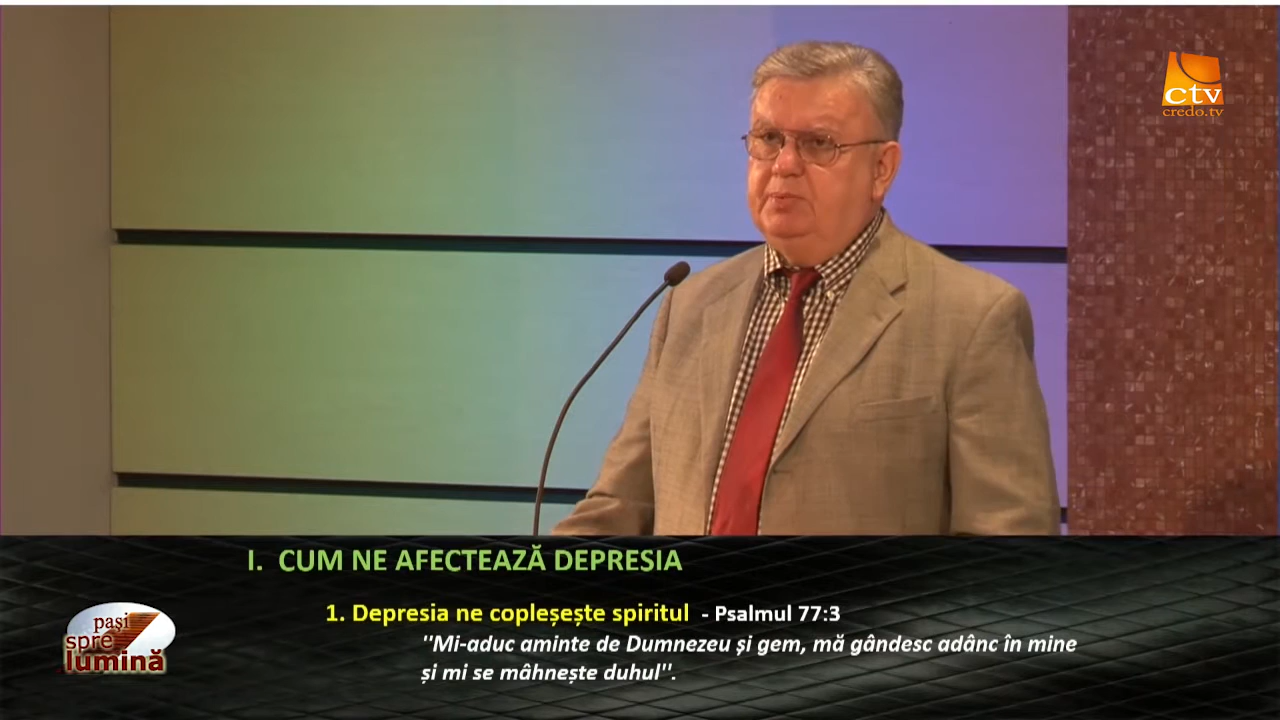 ctv
credo.tv
I. CUM NE AFECTEAZĂ DEPRESIA
1. Depresia ne copleșește spiritul - Psalmul 77:3
"Mi-aduc aminte de Dumnezeu și gem, mă gândesc adânc în mine
și mi se mâhnește duhul".
pași
spre
lumină